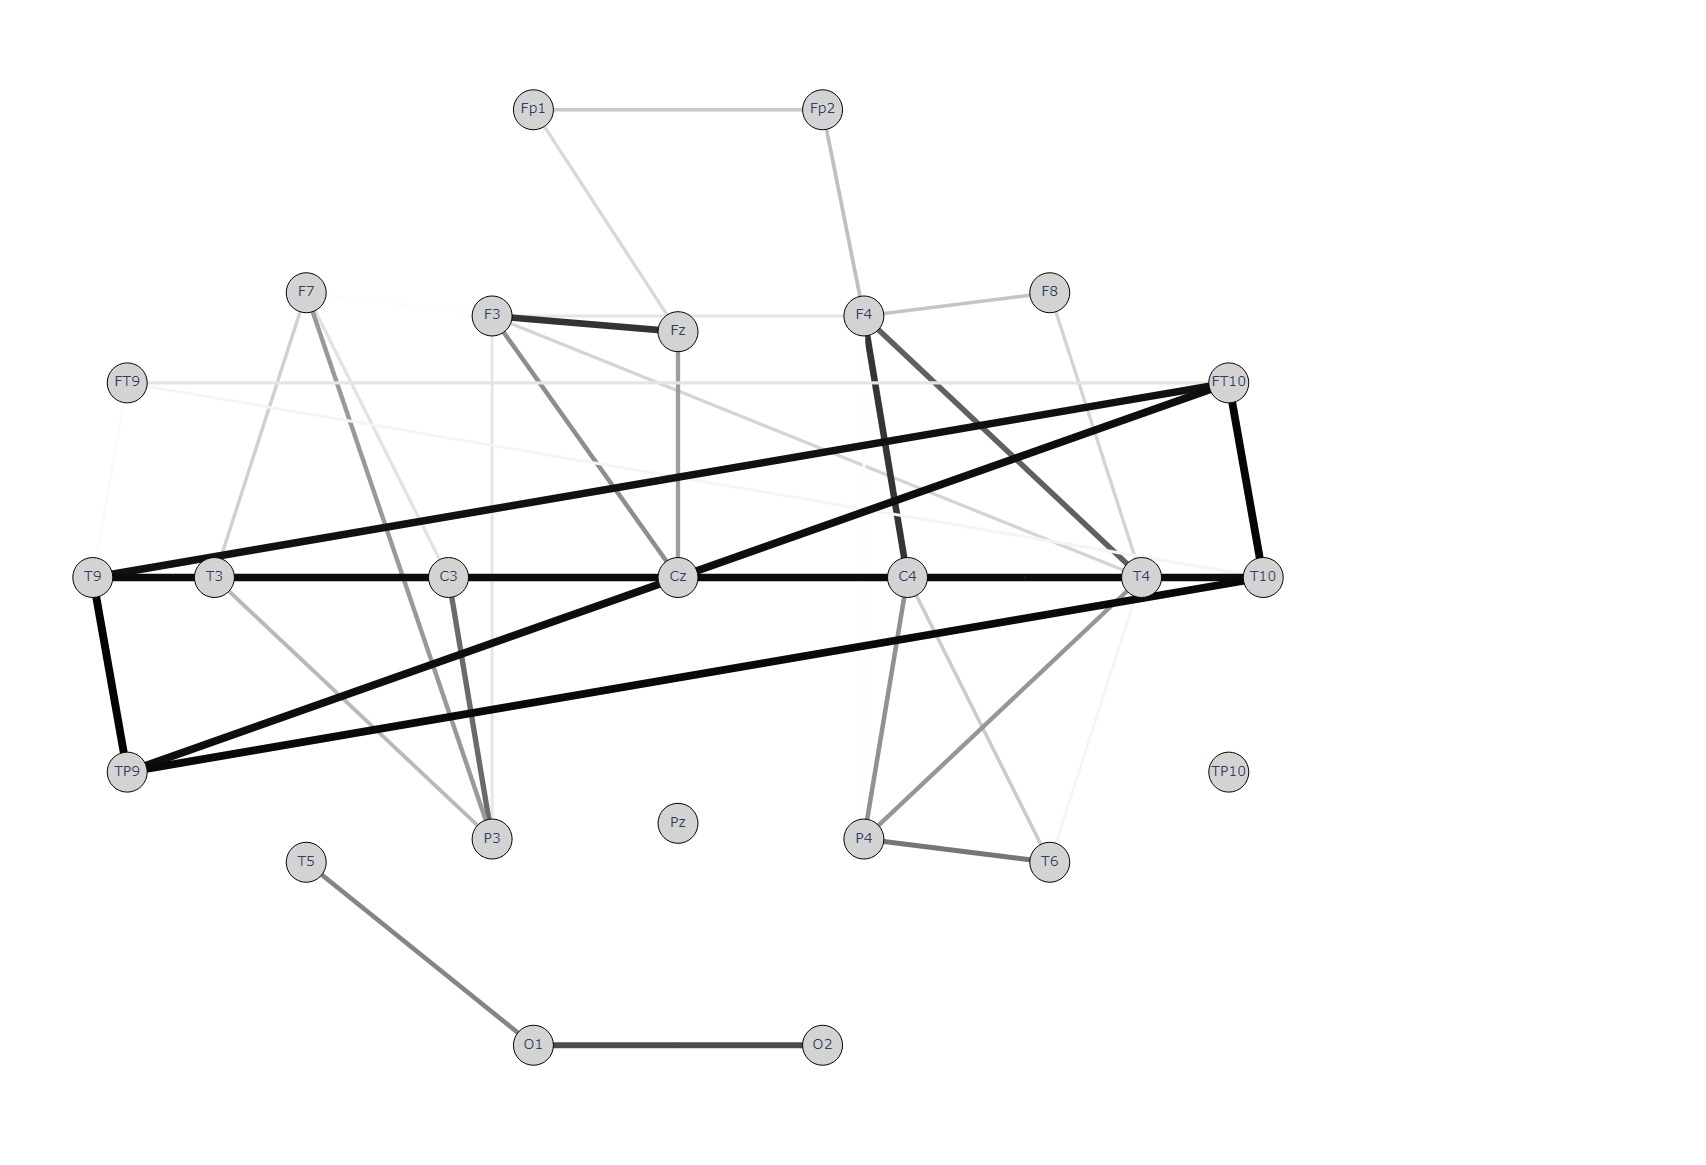 Fp1 Fp2
F7 F8
F3 Fz F4
FT9 FT10
T9 T3 C3 Cz C4 T4 T10
TP9 TP10
Pz
P3 P4
T5 T6
O1 O2